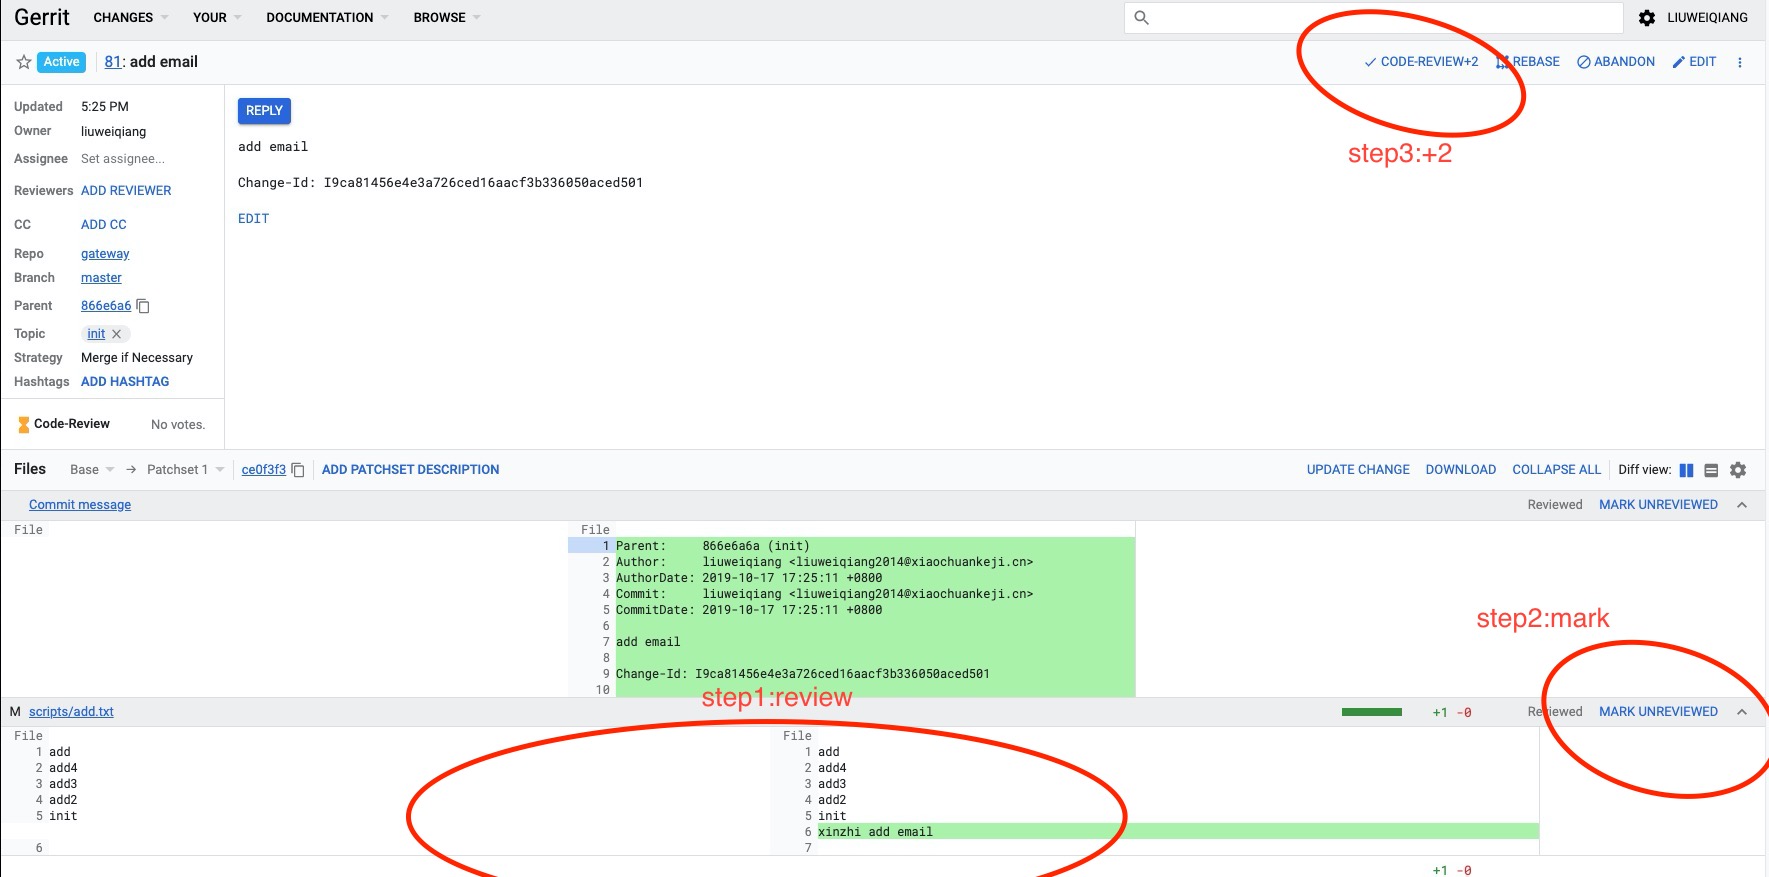 Gerrit CHANGES YOUR DOCUMENTATION BROWSE LIUWEIQIANG
Active 81: add email CODE-REVIEW+2 REBASE ABANDON EDIT
step3:+2
Updated 5:25 PM
Owner liuweiqiang
Assignee Set assignee...
Reviewers ADD REVIEWER
CC ADD CC
Repo gateway
Branch master
Parent 866e6a6
Topic init
Strategy Merge if Necessary
Hashtags ADD HASHTAG
Code-Review No votes.
REPLY
add email
Change-Id: I9ca81456e4e3a726ced16aacf3b336050aced501
EDIT
Files Base → Patchset 1 ce0f3f3 ADD PATCHSET DESCRIPTION UPDATE CHANGE DOWNLOAD COLLAPSE ALL Diff view:
Commit message Reviewed MARK UNREVIEWED
File File
1 Parent: 866e6a6a (init)
2 Author: liuweiqiang <liuweiqiang2014@xiaochuankeji.cn>
3 AuthorDate: 2019-10-17 17:25:11 +0800
4 Commit: liuweiqiang <liuweiqiang2014@xiaochuankeji.cn>
5 CommitDate: 2019-10-17 17:25:11 +0800
6
7 add email
8
9 Change-Id: I9ca81456e4e3a726ced16aacf3b336050aced501
10
step2:mark
step1:review
M scripts/add.txt +1 -0 Reviewed MARK UNREVIEWED
File File
1 add 1 add
2 add4 2 add4
3 add3 3 add3
4 add2 4 add2
5 init 5 init
6 xinzhi add email
6 7
+1 -0